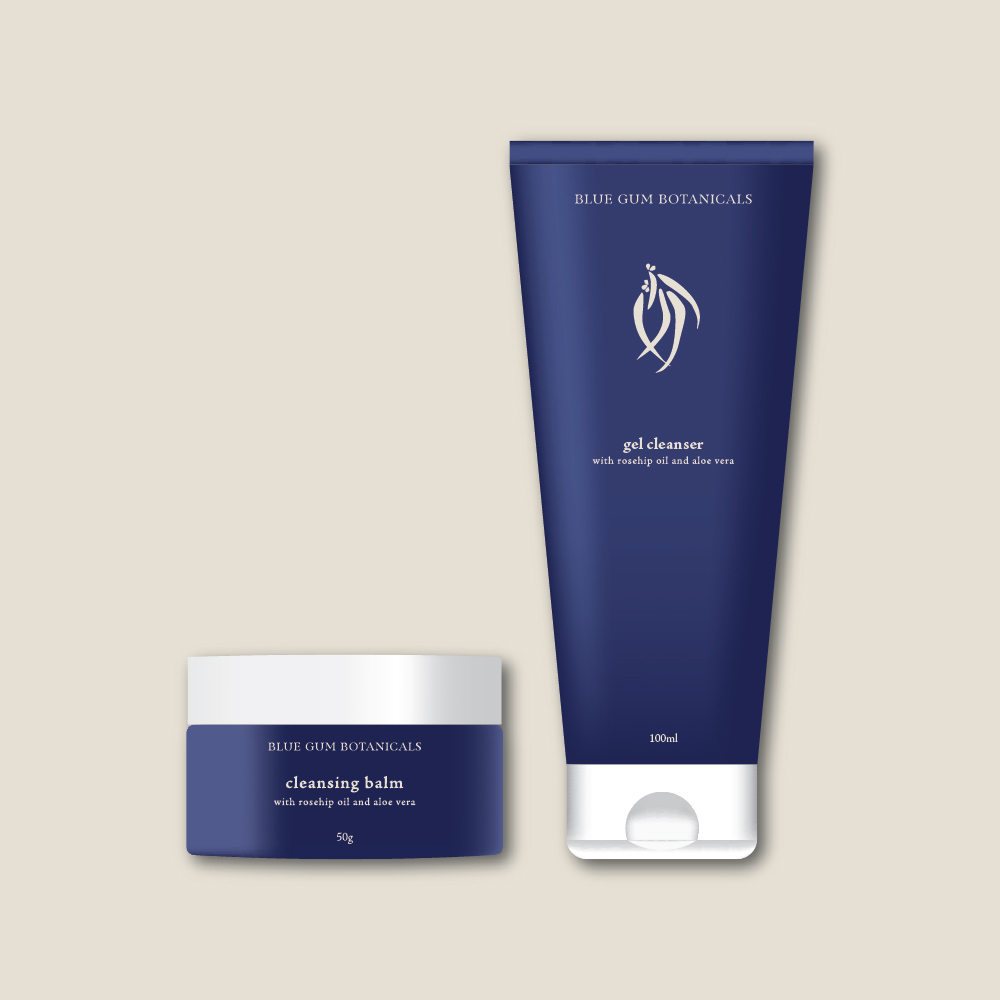 BLUE GUM BOTANICALS
gel cleanser
with rosehip oil and aloe vera
100ml
BLUE GUM BOTANICALS
cleansing balm
with rosehip oil and aloe vera
50g